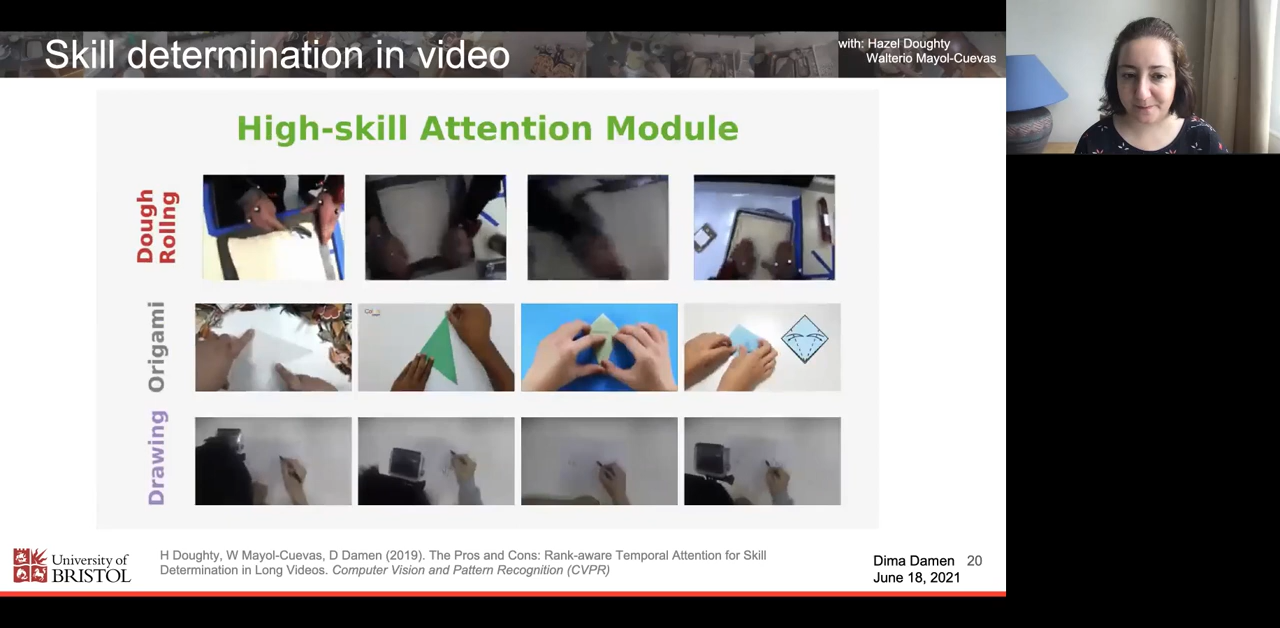 Skill determination in video
with: Hazel Doughty
Walterio Mayol-Cuevas
High-skill Attention Module
Dough
Rollng
Origami
Drawing
University of
BRISTOL
H Doughty, W Mayol-Cuevas, D Damen (2019). The Pros and Cons: Rank-aware Temporal Attention for Skill
Determination in Long Videos. Computer Vision and Pattern Recognition (CVPR)
Dima Damen 20
June 18, 2021